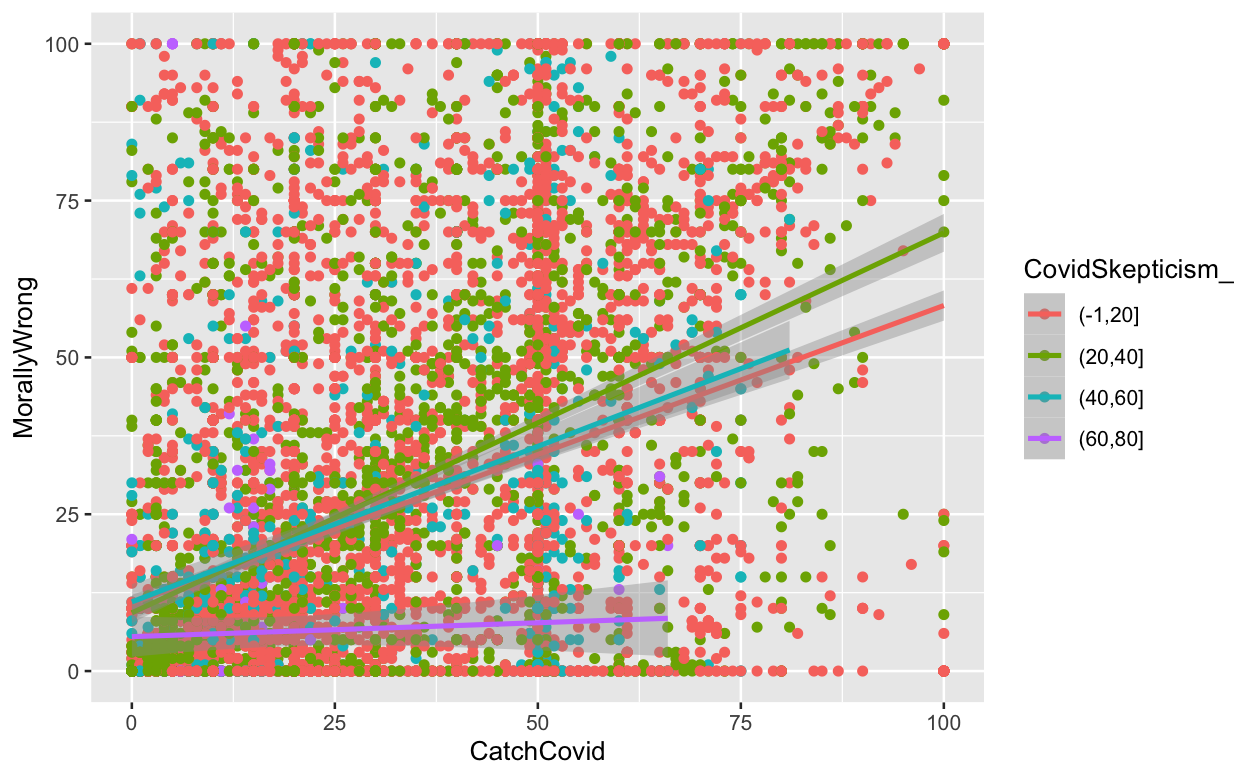 100
75
50
25
0
MorallyWrong
0 25 50 75 100
CatchCovid
CovidSkepticism_
(-1,20]
(20,40]
(40,60]
(60,80]